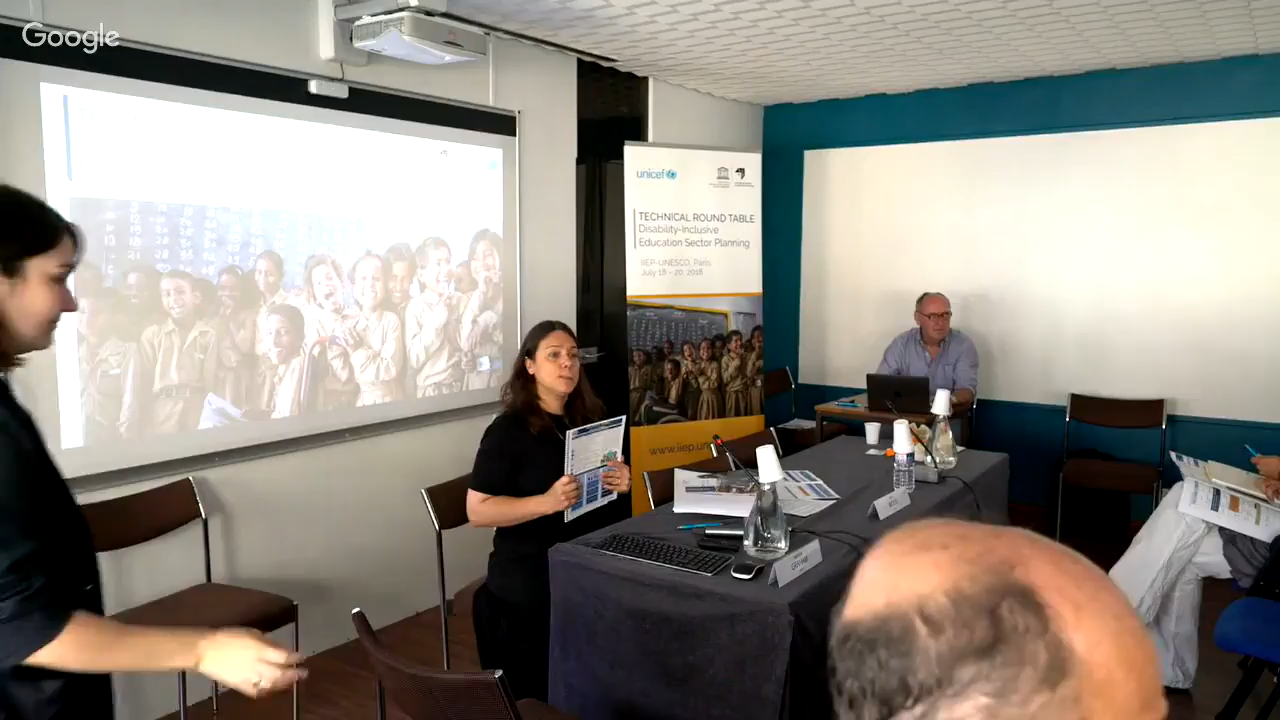 Google
unicef
TECHNICAL ROUND TABLE
Disability-Inclusive
Education Sector Planning
IIEP-UNESCO, Paris
July 18 - 20, 2018
www.iiep.un